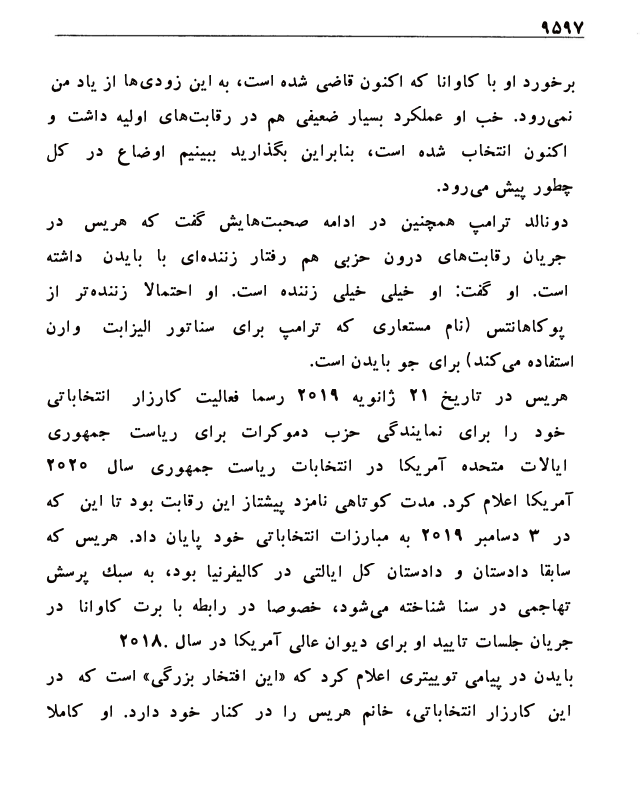 ۹۵۹۷
برخورد او با کاوانا که اکنون قاضی شده است، به این زودی‌ها از یاد من
نمی‌رود. خب او عملکرد بسیار ضعیفی هم در رقابت‌های اولیه داشت و
اکنون انتخاب شده است، بنابراین بگذارید ببینیم اوضاع در کل
چطور پیش می‌رود.
دونالد ترامپ همچنین در ادامه صحبت‌هایش گفت که هریس در
جریان رقابت‌های درون حزبی هم رفتار زننده‌ای با بایدن داشته
است. او گفت: او خیلی خیلی زننده است. او احتمالا زننده‌تر از
پوکاهانتس (نام مستعاری که ترامپ برای سناتور الیزابت وارن
استفاده می‌کند) برای جو بایدن است.
هریس در تاریخ ۲۱ ژانویه ۲۰۱۹ رسما فعالیت کارزار انتخاباتی
خود را برای نمایندگی حزب دموکرات برای ریاست جمهوری
ایالات متحده آمریکا در انتخابات ریاست جمهوری سال ۲۰۲۰
آمریکا اعلام کرد. مدت کوتاهی نامزد پیشتاز این رقابت بود تا این که
در ۳ دسامبر ۲۰۱۹ به مبارزات انتخاباتی خود پایان داد. هریس که
سابقا دادستان و دادستان کل ایالتی در کالیفرنیا بود، به سبک پرسش
تهاجمی در سنا شناخته می‌شود، خصوصا در رابطه با برت کاوانا در
جریان جلسات تایید او برای دیوان عالی آمریکا در سال .۲۰۱۸
بایدن در پیامی توییتری اعلام کرد که «این افتخار بزرگی» است که در
این کارزار انتخاباتی، خانم هریس را در کنار خود دارد. او کاملا